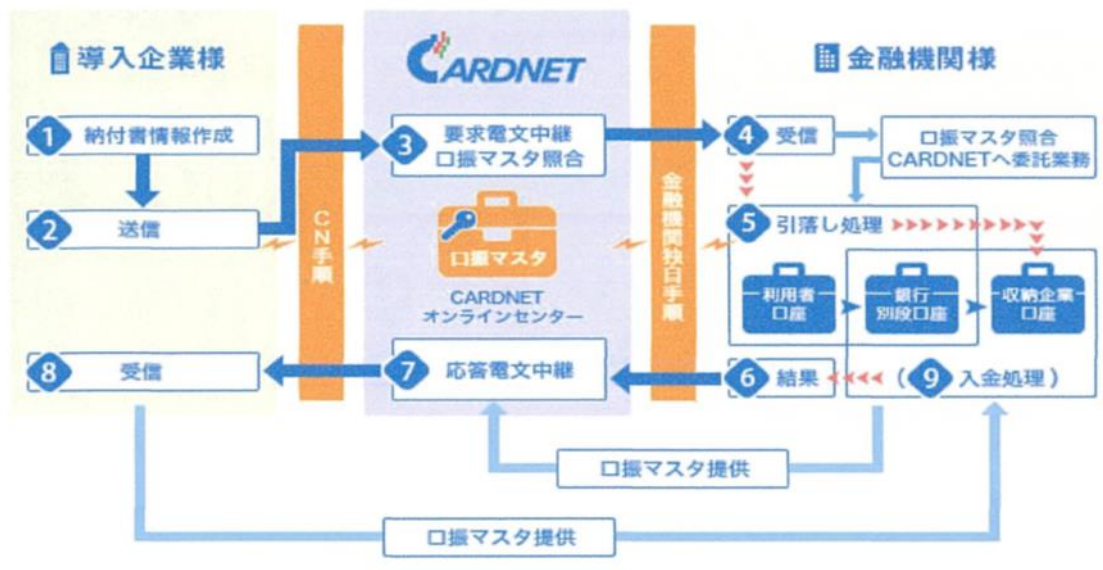 導入企業様
CARDNET
金融機関様
1 納付書情報作成
2 送信
CN手順
3 要求電文中継
口振マスタ照合
口振マスタ
CARDNET
オンラインセンター
金融機関独自手順
4 受信
口振マスタ照合
CARDNETへ委託業務
5 引落し処理
利用者
口座
銀行
別段口座
収納企業
口座
6 結果
(9 入金処理)
7 応答電文中継
8 受信
口振マスタ提供
口振マスタ提供